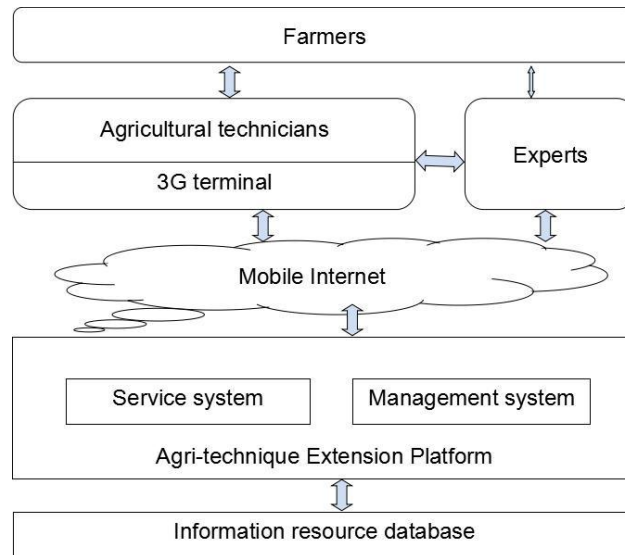 Farmers
Agricultural technicians
3G terminal
Experts
Mobile Internet
Service system
Management system
Agri-technique Extension Platform
Information resource database